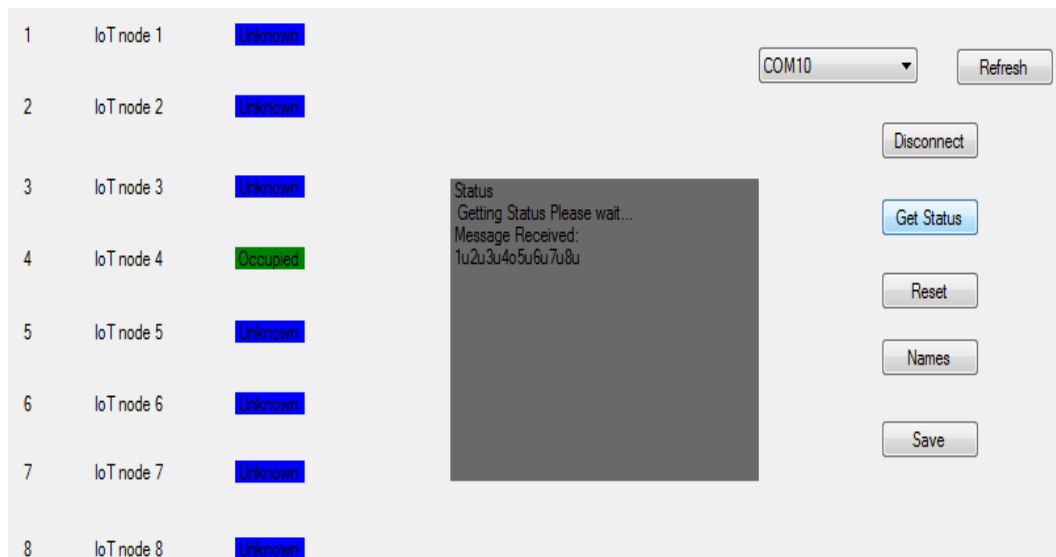 1 IoT node 1 Unknown
COM10 Refresh
2 IoT node 2 Unknown
Disconnect
3 IoT node 3 Unknown
Status
Getting Status Please wait...
Message Received:
1u2u3u4o5u6u7u8u
Get Status
4 IoT node 4 Occupied
Reset
5 IoT node 5 Unknown
Names
6 IoT node 6 Unknown
Save
7 IoT node 7 Unknown
8 IoT node 8 Unknown